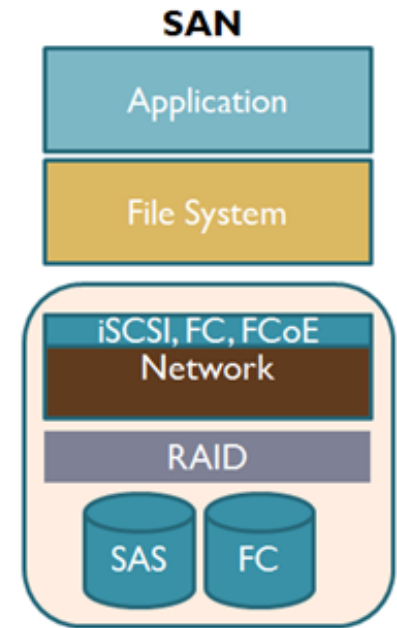 SAN
Application
File System
iSCSI, FC, FCoE
Network
RAID
SAS
FC